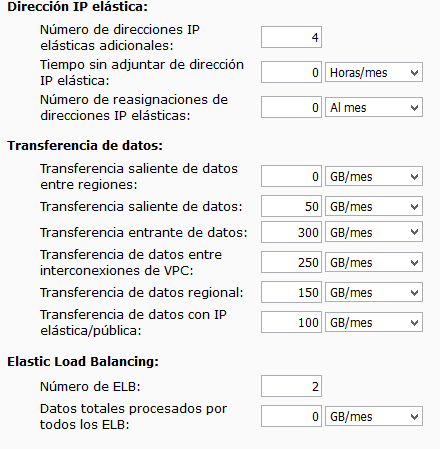 Dirección IP elástica:
Número de direcciones IP
elásticas adicionales:
4
Tiempo sin adjuntar de dirección
IP elástica:
0 Horas/mes
Número de reasignaciones de
direcciones IP elásticas:
0 Al mes
Transferencia de datos:
Transferencia saliente de datos
entre regiones:
0 GB/mes
Transferencia saliente de datos: 50 GB/mes
Transferencia entrante de datos: 300 GB/mes
Transferencia de datos entre
interconexiones de VPC:
250 GB/mes
Transferencia de datos regional: 150 GB/mes
Transferencia de datos con IP
elástica/pública:
100 GB/mes
Elastic Load Balancing:
Número de ELB: 2
Datos totales procesados por
todos los ELB:
0 GB/mes